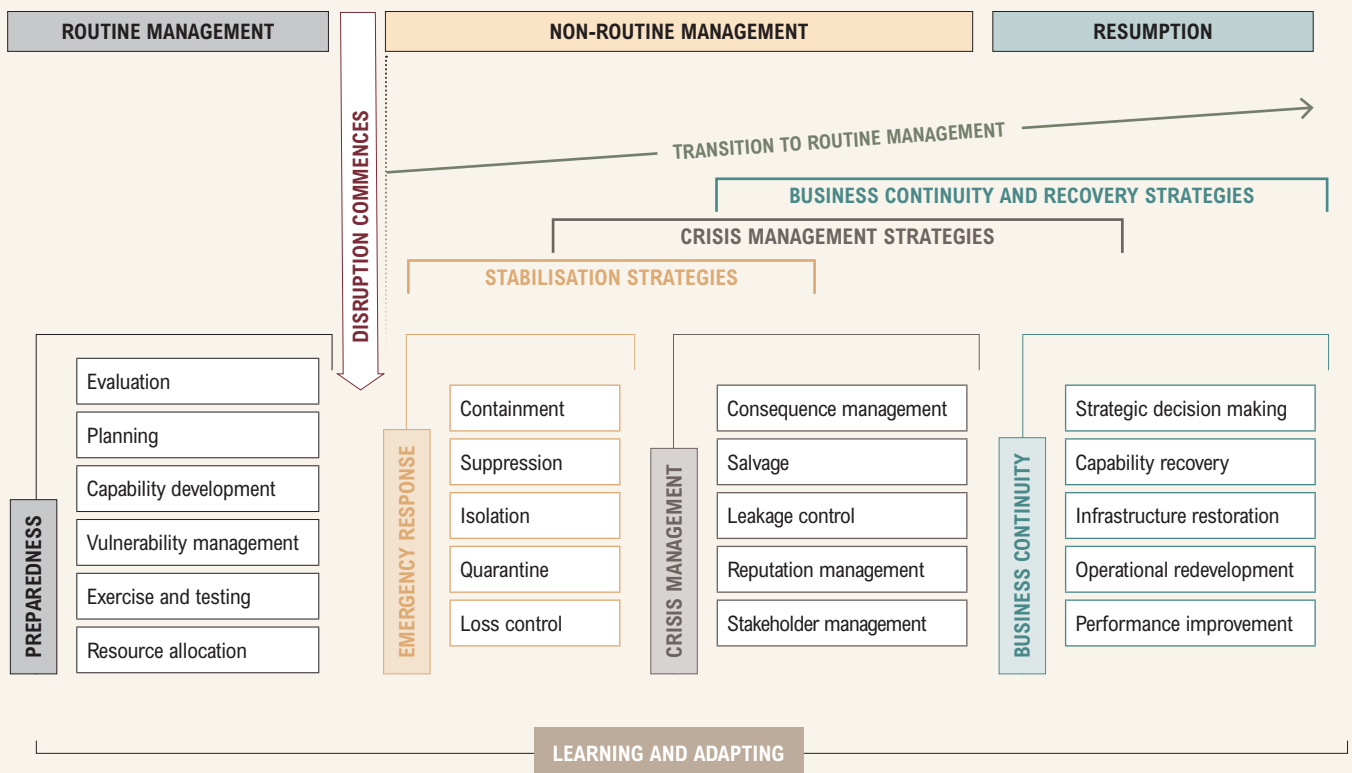 ROUTINE MANAGEMENT
NON-ROUTINE MANAGEMENT
RESUMPTION
DISRUPTION COMMENCES
TRANSITION TO ROUTINE MANAGEMENT
BUSINESS CONTINUITY AND RECOVERY STRATEGIES
CRISIS MANAGEMENT STRATEGIES
STABILISATION STRATEGIES
PREPAREDNESS
Evaluation
Planning
Capability development
Vulnerability management
Exercise and testing
Resource allocation
EMERGENCY RESPONSE
Containment
Suppression
Isolation
Quarantine
Loss control
CRISIS MANAGEMENT
Consequence management
Salvage
Leakage control
Reputation management
Stakeholder management
BUSINESS CONTINUITY
Strategic decision making
Capability recovery
Infrastructure restoration
Operational redevelopment
Performance improvement
LEARNING AND ADAPTING